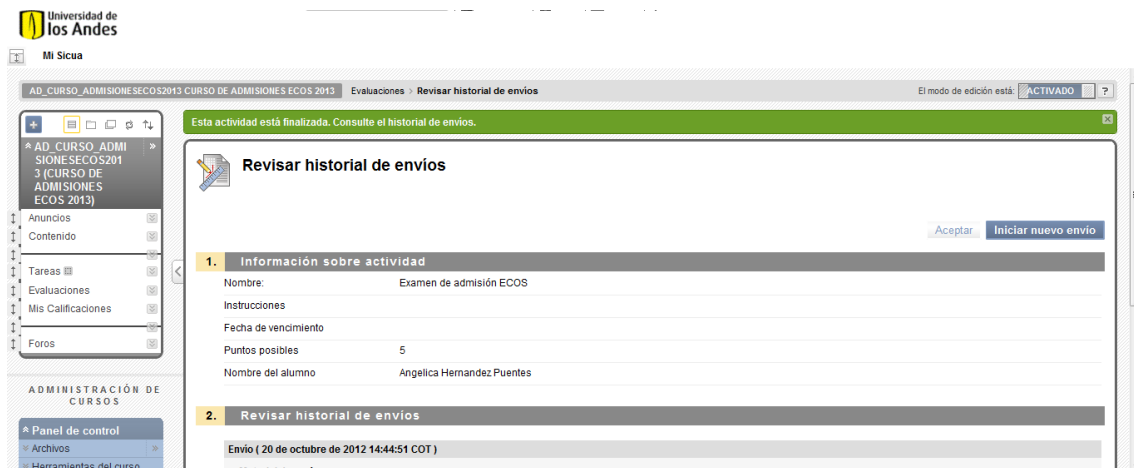 Universidad de
los Andes
Mi Sicua
AD_CURSO_ADMISIONESECOS2013 CURSO DE ADMISIONES ECOS 2013 Evaluaciones > Revisar historial de envíos El modo de edición está: ACTIVADO ?
Esta actividad está finalizada. Consulte el historial de envíos.
AD_CURSO_ADMI
SIONESECOS201
3 (CURSO DE
ADMISIONES
ECOS 2013)
Anuncios
Contenido
Tareas
Evaluaciones
Mis Calificaciones
Foros
ADMINISTRACIÓN DE
CURSOS
Panel de control
Archivos
Herramientas del curso
Revisar historial de envíos
Aceptar Iniciar nuevo envío
1. Información sobre actividad
Nombre: Examen de admisión ECOS
Instrucciones
Fecha de vencimiento
Puntos posibles 5
Nombre del alumno Angelica Hernandez Puentes
2. Revisar historial de envíos
Envío ( 20 de octubre de 2012 14:44:51 COT )